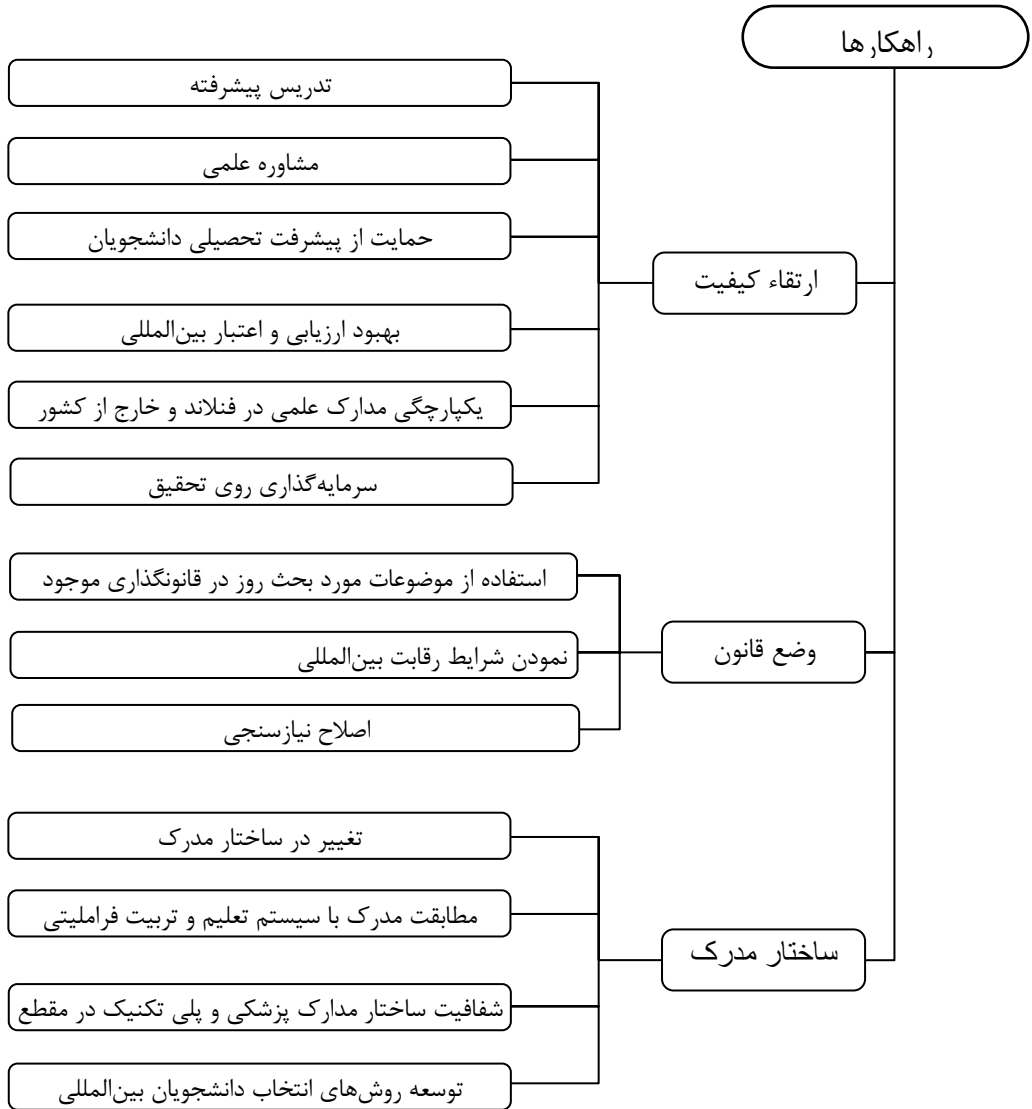 راهکارها
ارتقاء کیفیت
تدریس پیشرفته
مشاوره علمی
حمایت از پیشرفت تحصیلی دانشجویان
بهبود ارزیابی و اعتبار بین‌المللی
یکپارچگی مدارک علمی در فنلاند و خارج از کشور
سرمایه‌گذاری روی تحقیق
وضع قانون
استفاده از موضوعات مورد بحث روز در قانونگذاری موجود
نمودن شرایط رقابت بین‌المللی
اصلاح نیازسنجی
ساختار مدرک
تغییر در ساختار مدرک
مطابقت مدرک با سیستم تعلیم و تربیت فراملیتی
شفافیت ساختار مدارک پزشکی و پلی تکنیک در مقطع
توسعه روش‌های انتخاب دانشجویان بین‌المللی